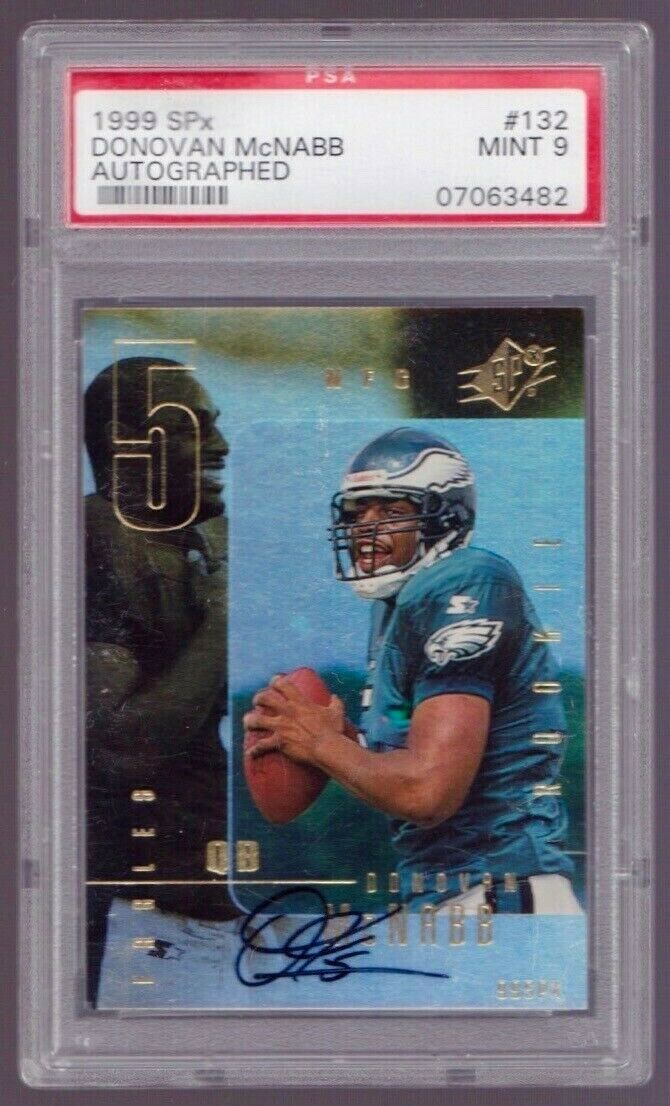 PSA
1999 SPx #132
DONOVAN McNABB MINT 9
AUTOGRAPHED
07063482
5
NFC
SPx
ROOKIE
EAGLES
QB
DONOVAN
McNABB